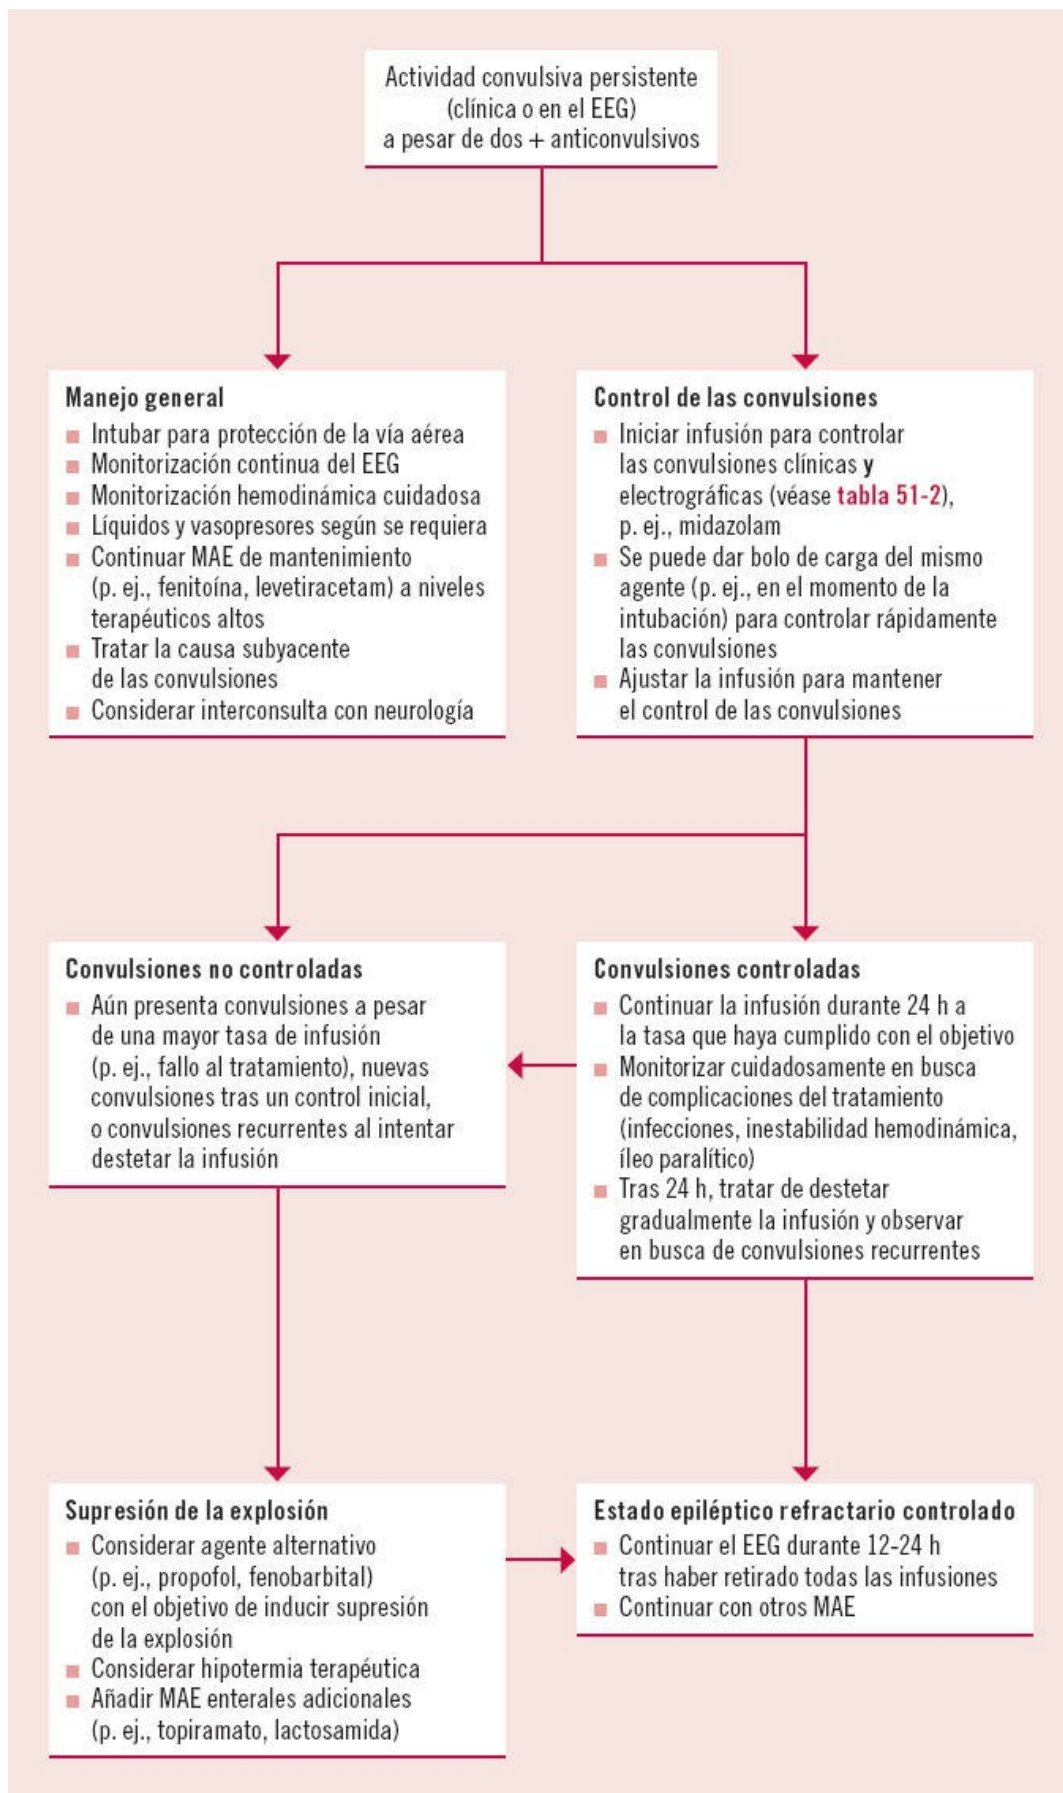 Actividad convulsiva persistente
(clínica o en el EEG)
a pesar de dos + anticonvulsivos
Manejo general
Intubar para protección de la vía aérea
Monitorización continua del EEG
Monitorización hemodinámica cuidadosa
Líquidos y vasopresores según se requiera
Continuar MAE de mantenimiento
(p. ej., fenitoína, levetiracetam) a niveles
terapéuticos altos
Tratar la causa subyacente
de las convulsiones
Considerar interconsulta con neurología
Control de las convulsiones
Iniciar infusión para controlar
las convulsiones clínicas y
electrográficas (véase tabla 51-2),
p. ej., midazolam
Se puede dar bolo de carga del mismo
agente (p. ej., en el momento de la
intubación) para controlar rápidamente
las convulsiones
Ajustar la infusión para mantener
el control de las convulsiones
Convulsiones no controladas
Aún presenta convulsiones a pesar
de una mayor tasa de infusión
(p. ej., fallo al tratamiento), nuevas
convulsiones tras un control inicial,
o convulsiones recurrentes al intentar
destetar la infusión
Convulsiones controladas
Continuar la infusión durante 24 h a
la tasa que haya cumplido con el objetivo
Monitorizar cuidadosamente en busca
de complicaciones del tratamiento
(infecciones, inestabilidad hemodinámica,
íleo paralítico)
Tras 24 h, tratar de destetar
gradualmente la infusión y observar
en busca de convulsiones recurrentes
Supresión de la explosión
Considerar agente alternativo
(p. ej., propofol, fenobarbital)
con el objetivo de inducir supresión
de la explosión
Considerar hipotermia terapéutica
Añadir MAE enterales adicionales
(p. ej., topiramato, lactosamida)
Estado epiléptico refractario controlado
Continuar el EEG durante 12-24 h
tras haber retirado todas las infusiones
Continuar con otros MAE